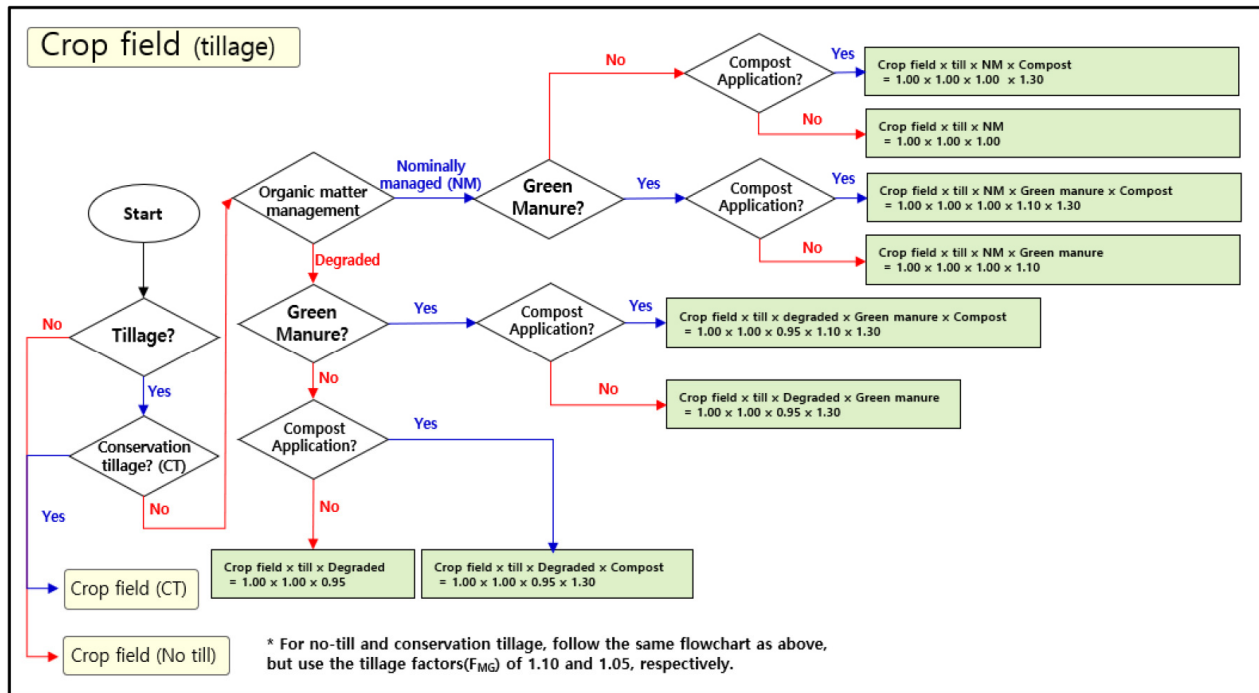 Crop field (tillage)
Start
Tillage?
No
Yes
Conservation
tillage? (CT)
Yes
No
Crop field (CT)
Crop field (No till)
Organic matter
management
Nominally
managed (NM)
Degraded
Green
Manure?
No
Yes
Compost
Application?
Yes
Crop field x till x NM x Compost
= 1.00 x 1.00 x 1.00 x 1.30
No
Crop field x till x NM
= 1.00 x 1.00 x 1.00
Compost
Application?
Yes
Crop field x till x NM x Green manure x Compost
= 1.00 x 1.00 x 1.00 x 1.10 x 1.30
No
Crop field x till x NM x Green manure
= 1.00 x 1.00 x 1.00 x 1.10
Green
Manure?
Yes
No
Compost
Application?
Yes
Crop field x till x degraded x Green manure x Compost
= 1.00 x 1.00 x 0.95 x 1.10 x 1.30
No
Crop field x till x Degraded x Green manure
= 1.00 x 1.00 x 0.95 x 1.30
Compost
Application?
Yes
No
Crop field x till x Degraded
= 1.00 x 1.00 x 0.95
Crop field x till x Degraded x Compost
= 1.00 x 1.00 x 0.95 x 1.30
* For no-till and conservation tillage, follow the same flowchart as above,
but use the tillage factors(FMG) of 1.10 and 1.05, respectively.